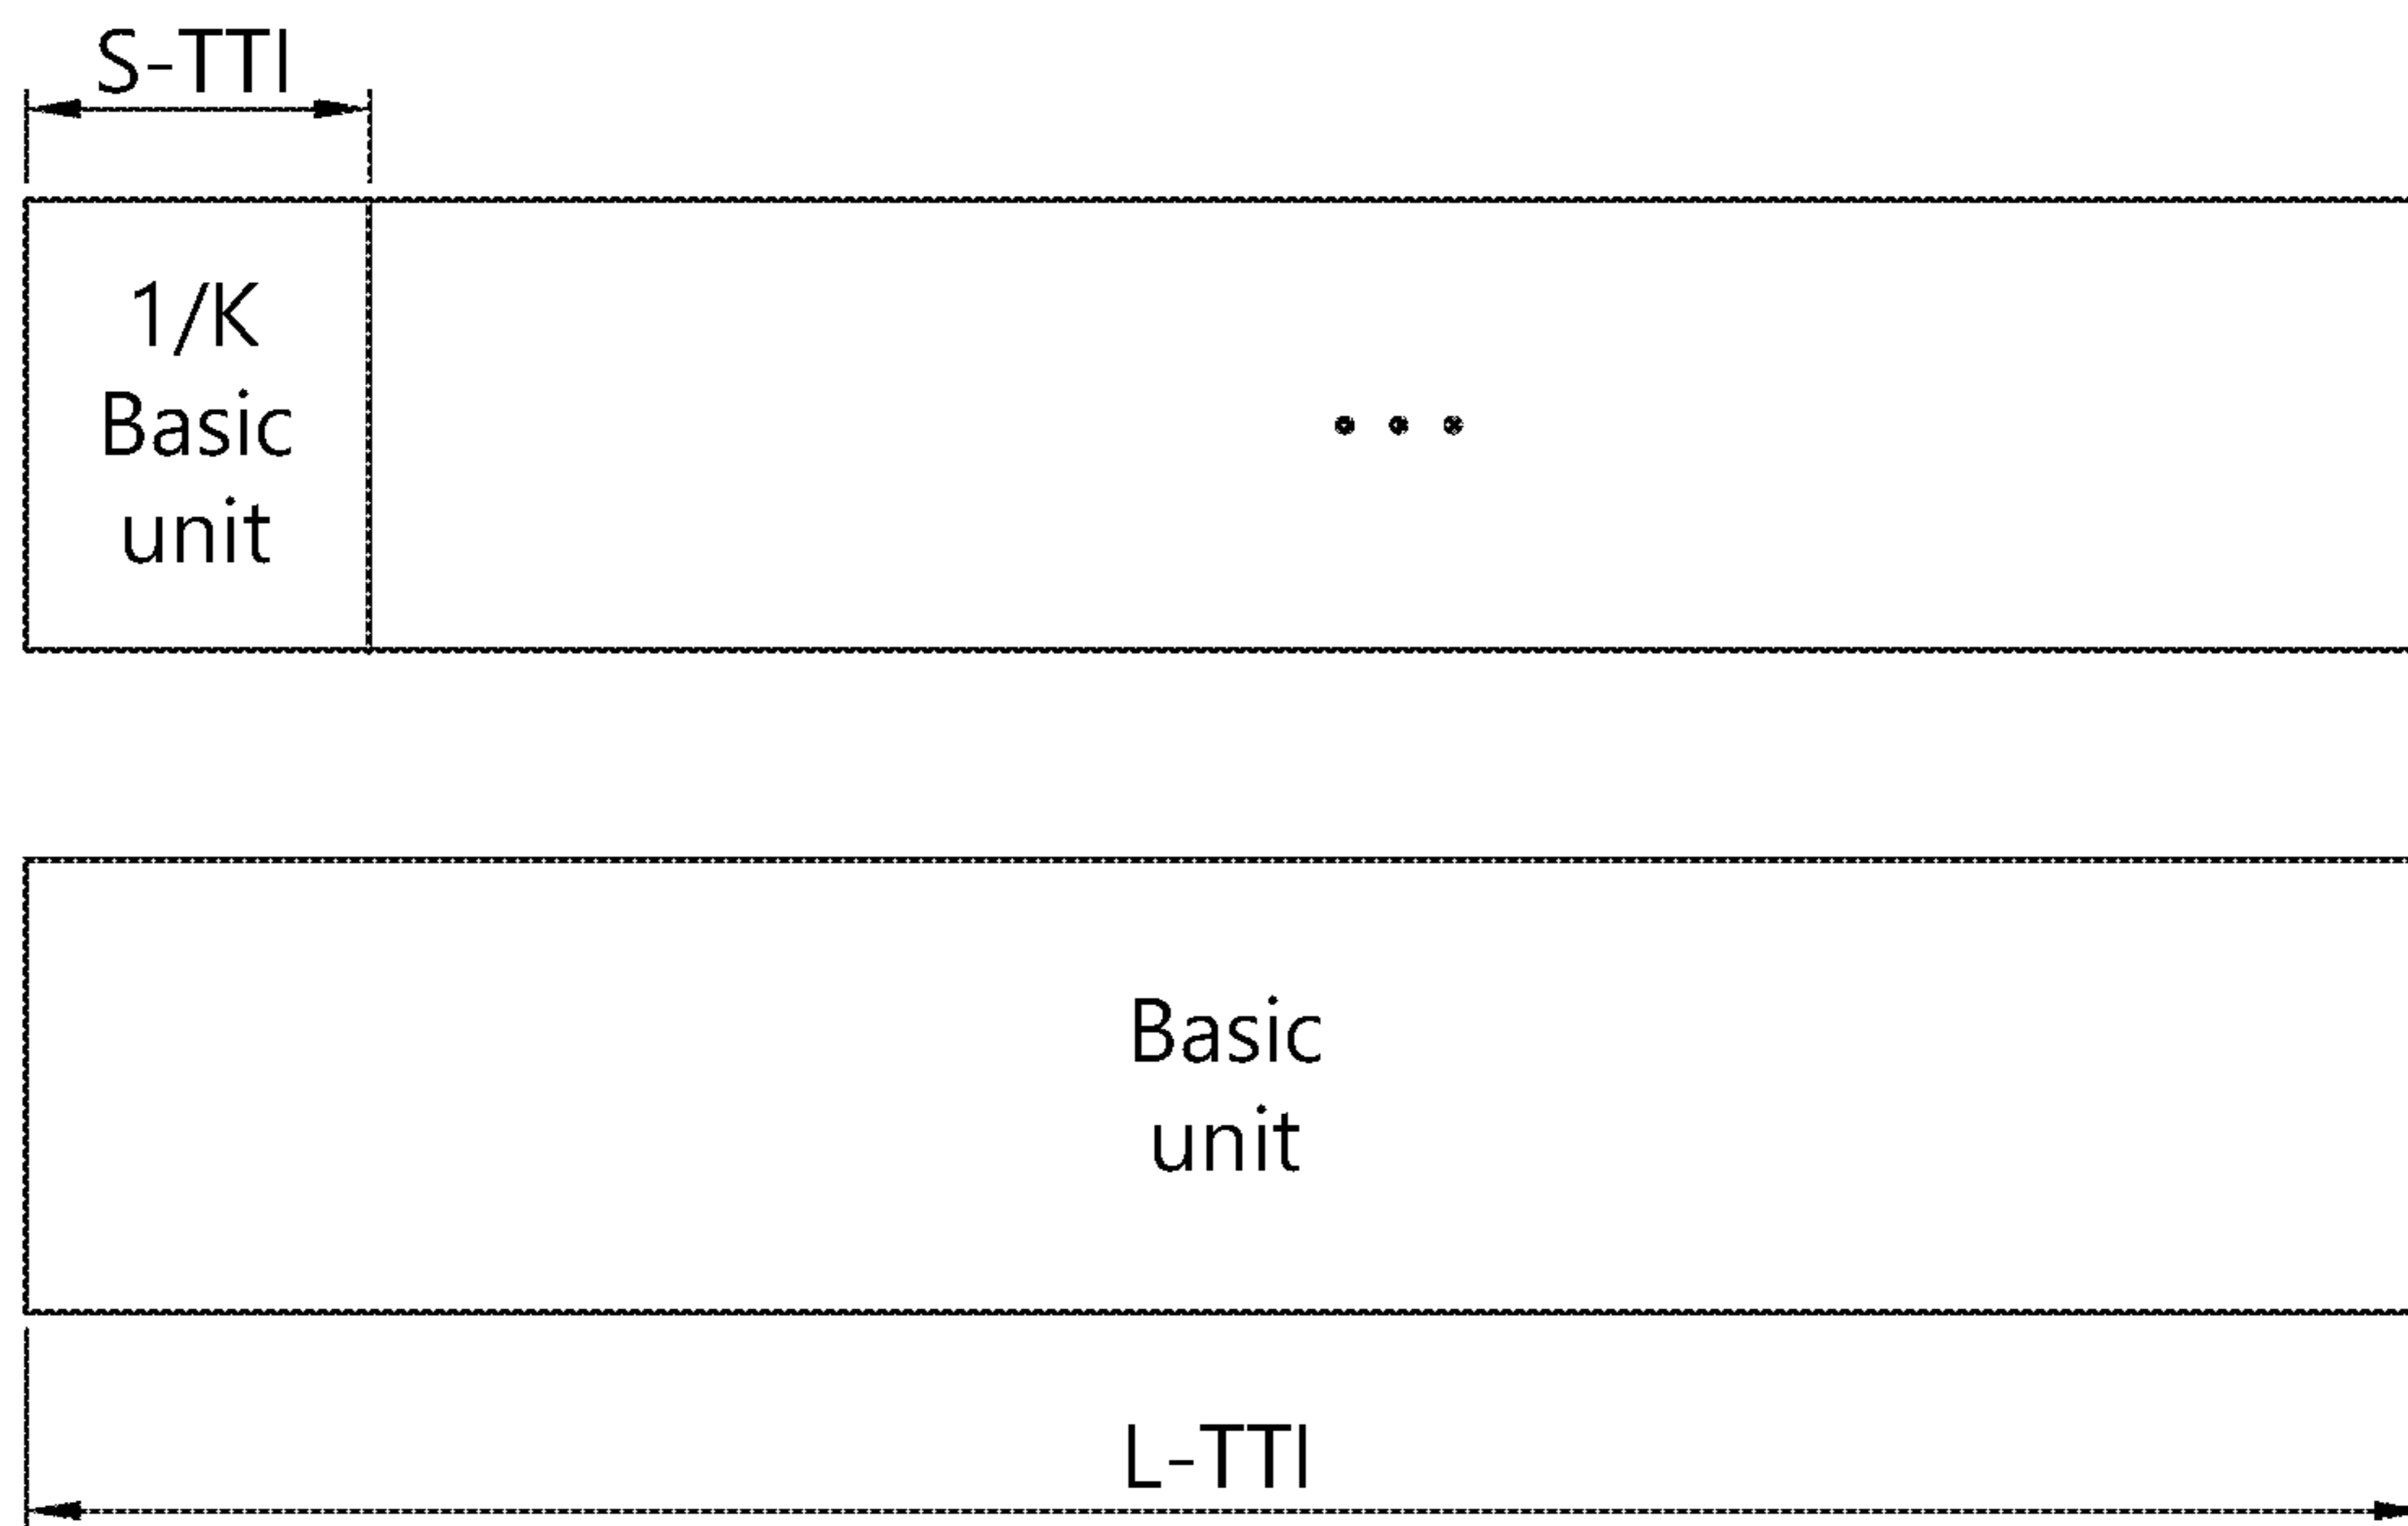 S-TTI
1/K
Basic
unit
• • •
Basic
unit
L-TTI